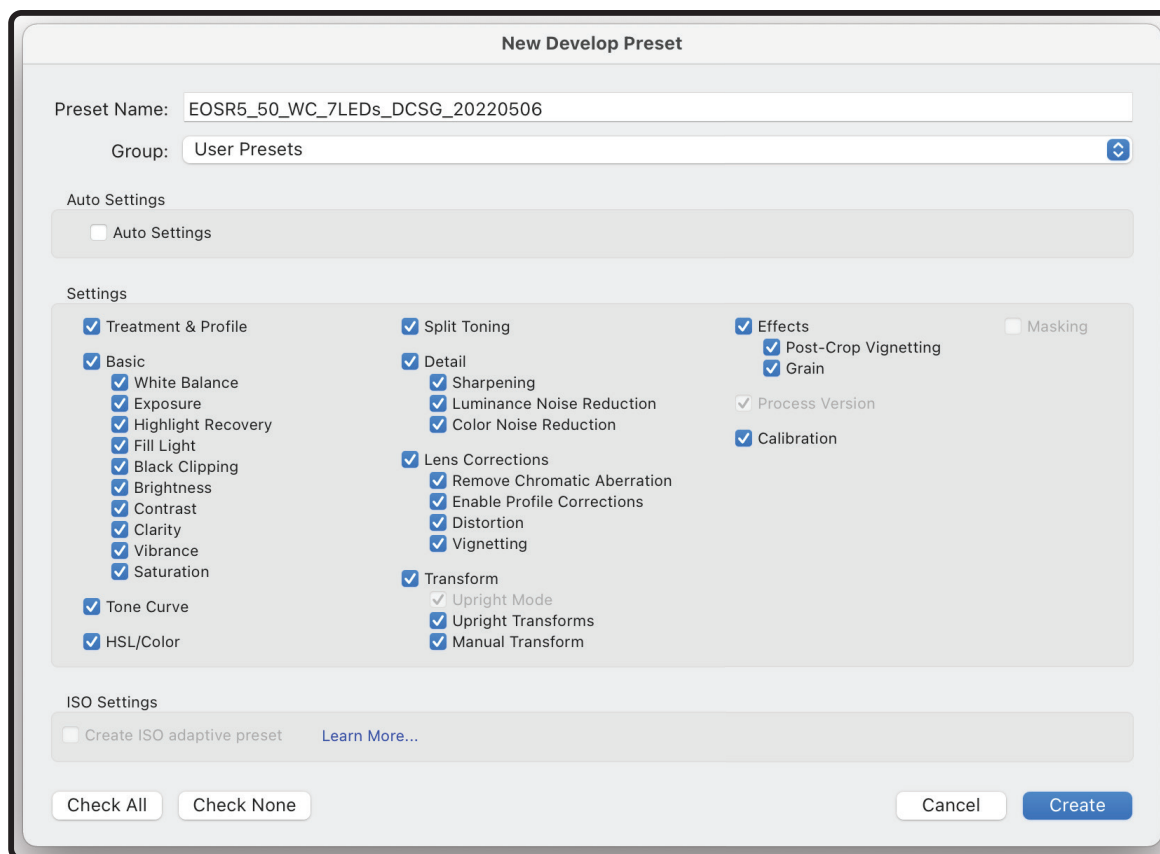 New Develop Preset
Preset Name: EOSR5_50_WC_7LEDs_DCSG_20220506
Group: User Presets
Auto Settings
Auto Settings
Settings
Treatment & Profile
Basic
White Balance
Exposure
Highlight Recovery
Fill Light
Black Clipping
Brightness
Contrast
Clarity
Vibrance
Saturation
Tone Curve
HSL/Color
Split Toning
Detail
Sharpening
Luminance Noise Reduction
Color Noise Reduction
Lens Corrections
Remove Chromatic Aberration
Enable Profile Corrections
Distortion
Vignetting
Transform
Upright Mode
Upright Transforms
Manual Transform
Effects
Post-Crop Vignetting
Grain
Process Version
Calibration
Masking
ISO Settings
Create ISO adaptive preset Learn More...
Check All Check None Cancel Create